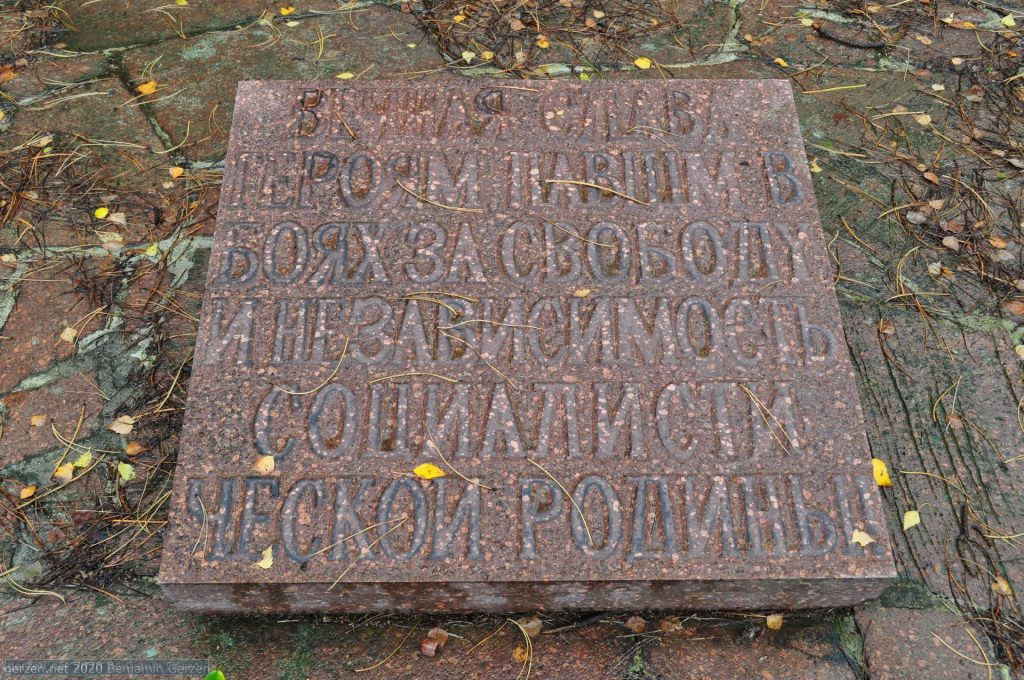 ВЕЧНАЯ СЛАВА
ГЕРОЯМ, ПАВШИМ В
БОЯХ ЗА СВОБОДУ
И НЕЗАВИСИМОСТЬ
СОЦИАЛИСТИ
ЧЕСКОЙ РОДИНЫ!
gerzen.net 2020 Benjamin Gerzen